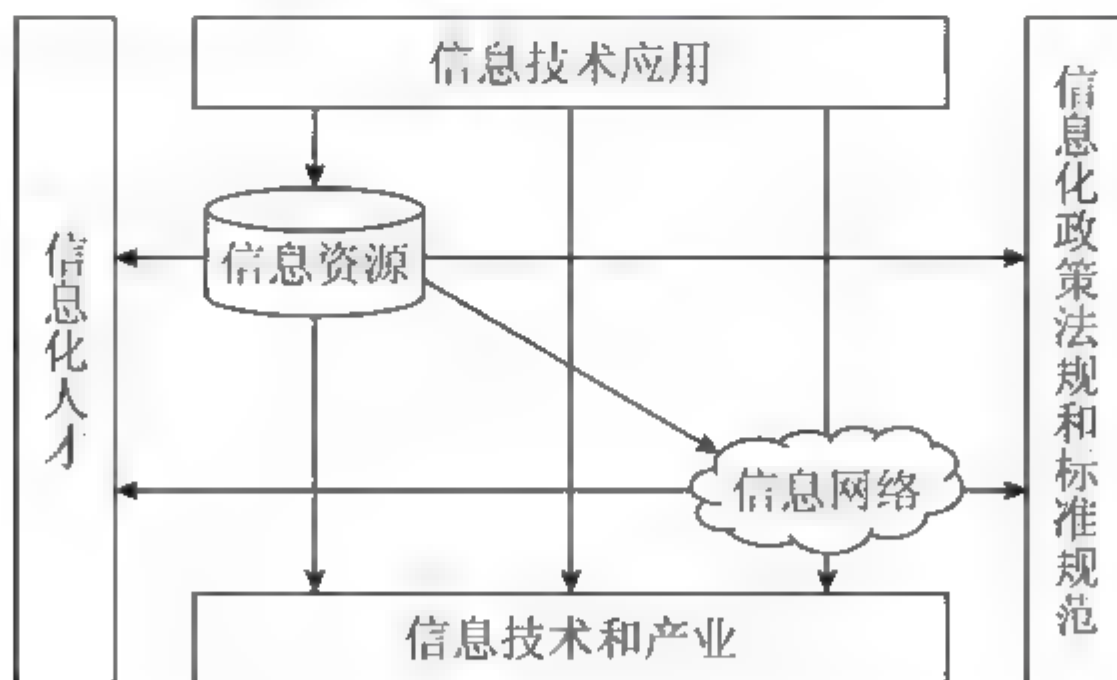 信息技术应用
信息化人才
信息资源
信息网络
信息化政策法规和标准规范
信息技术和产业